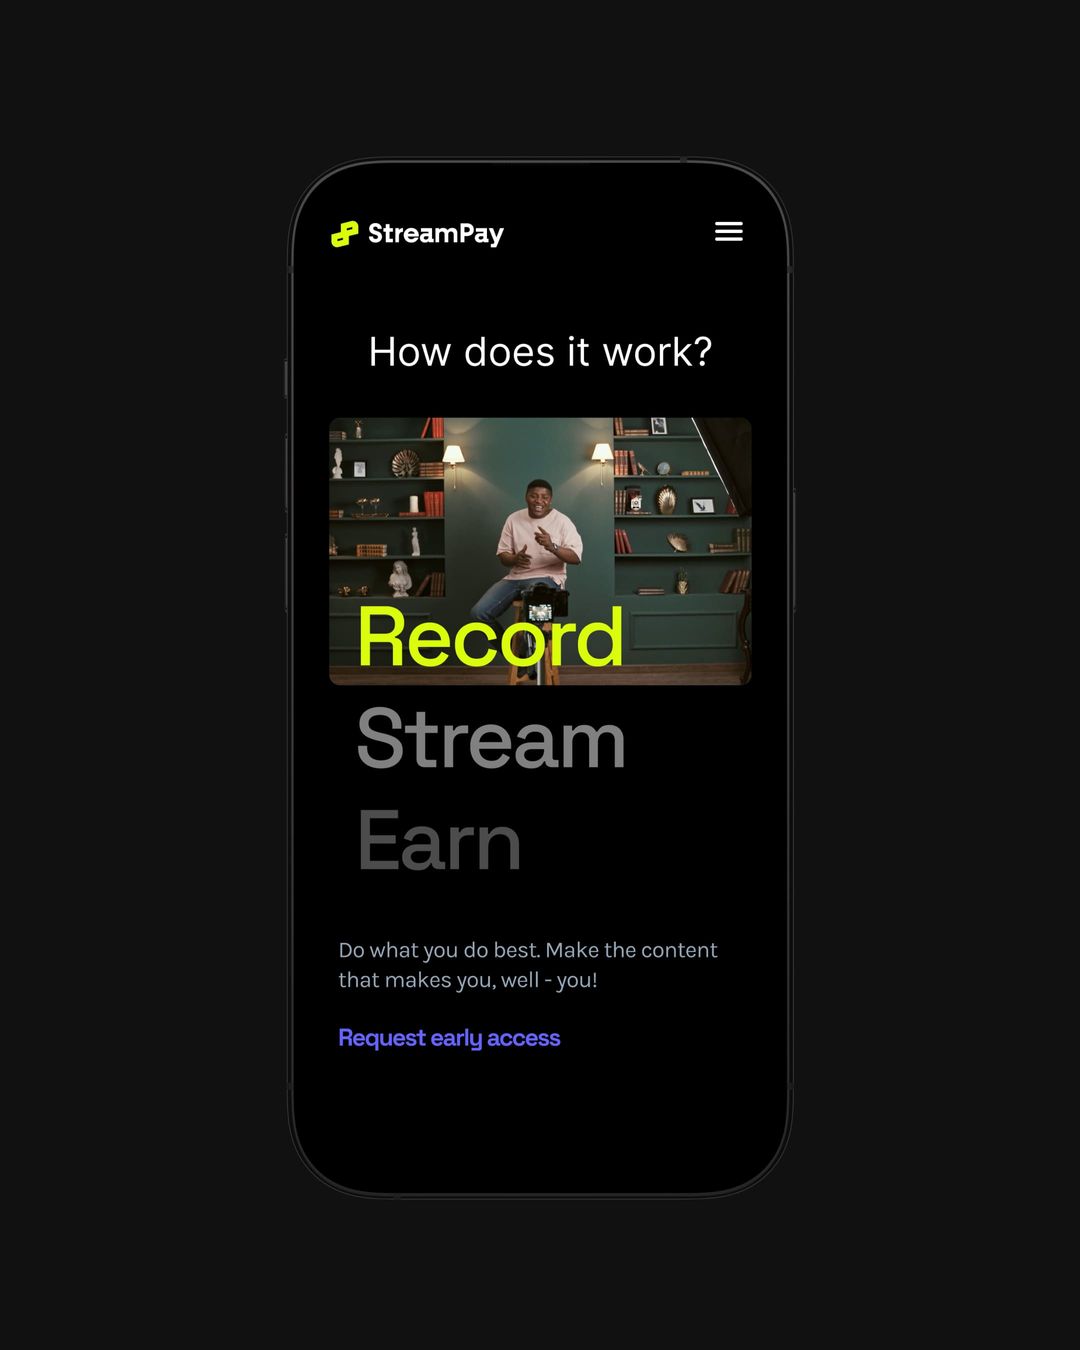 StreamPay
How does it work?
Record
Stream
Earn
Do what you do best. Make the content
that makes you, well - you!
Request early access